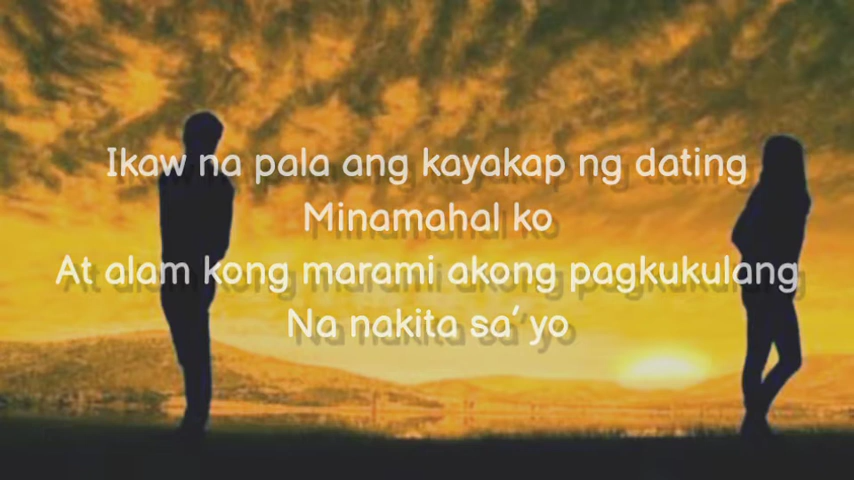 Ikaw na pala ang kayakap ng dating
Minamahal ko
At alam kong marami akong pagkukulang
Na nakita sa' yo